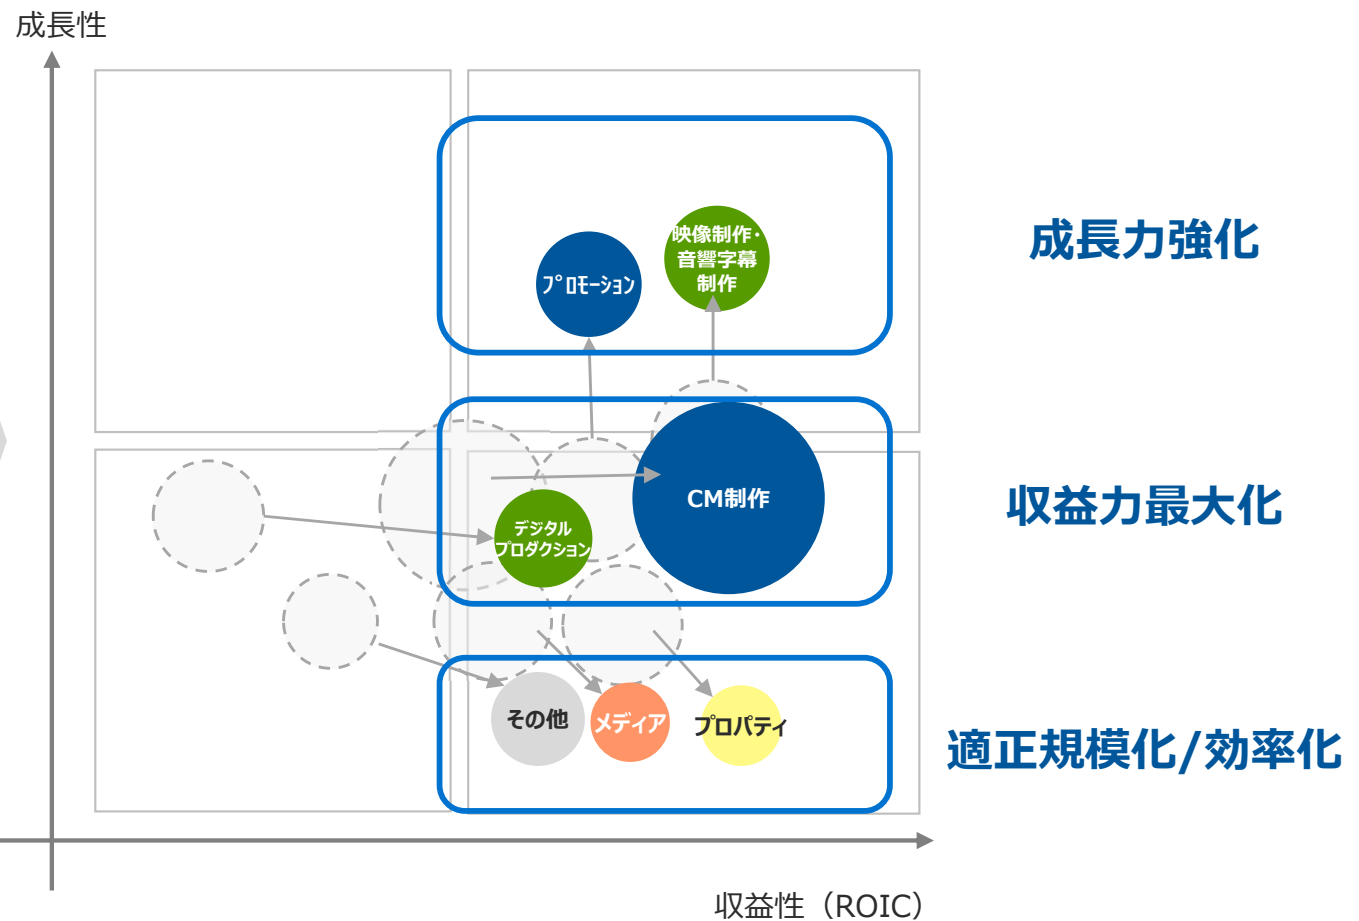 成長性
映像制作・
音響字幕
制作
プロモーション
成長力強化
CM制作
デジタル
プロダクション
収益力最大化
その他
メディア
プロパティ
適正規模化/効率化
収益性（ROIC）